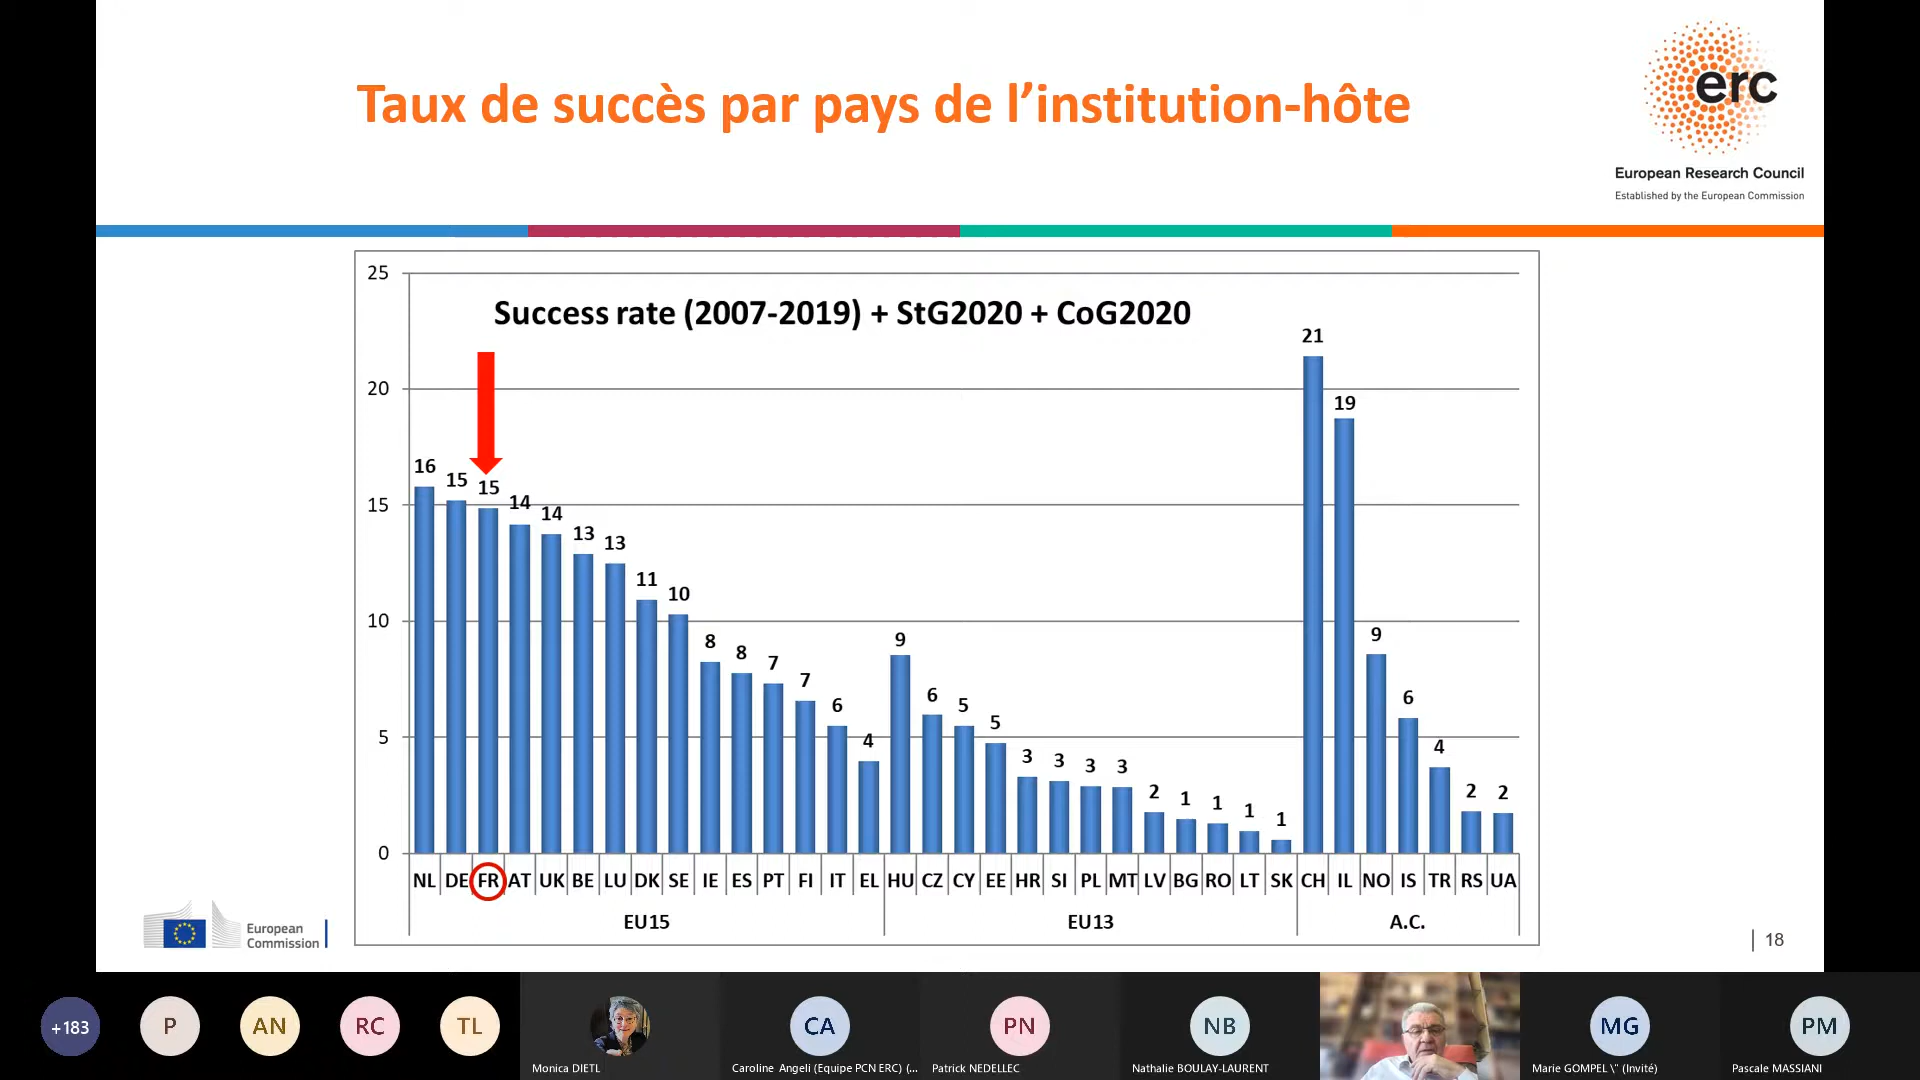 Taux de succès par pays de l’institution-hôte
erc
European Research Council
Established by the European Commission
Success rate (2007-2019) + StG2020 + CoG2020
25
20
15
10
5
0
16 15 15 14 14 13 13 11 10 8 8 7 7 6 4 9 6 5 5 3 3 3 3 2 1 1 1 1 21 19 9 6 4 2 2
NL DE FR AT UK BE LU DK SE IE ES PT FI IT EL HU CZ CY EE HR SI PL MT LV BG RO LT SK CH IL NO IS TR RS UA
EU15 EU13 A.C.
European
Commission
18
+183 P AN RC TL CA PN NB MG PM
Monica DIETL
Caroline Angeli (Equipe PCN ERC) (...
Patrick NEDELLEC
Nathalie BOULAY-LAURENT
Marie GOMPEL \" (Invité)
Pascale MASSIANI